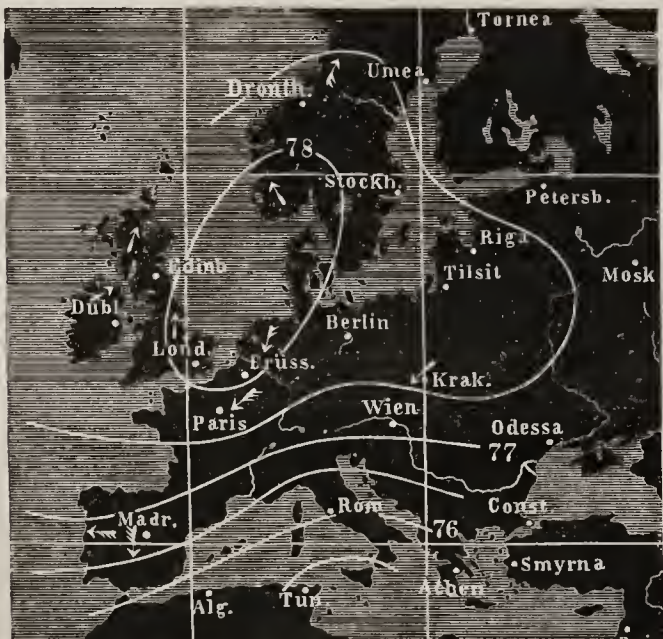 Tornea
Umea
Dronth.
78
Stockh.
Petersb.
Riga
Edinb
Tilsit
Mosk
Dubl
Berlin
Lond.
Brüss.
Krak.
Paris
Wien
Odessa
77
Madr.
Rom
Const.
76
Smyrna
Athen
Alg.
Tun